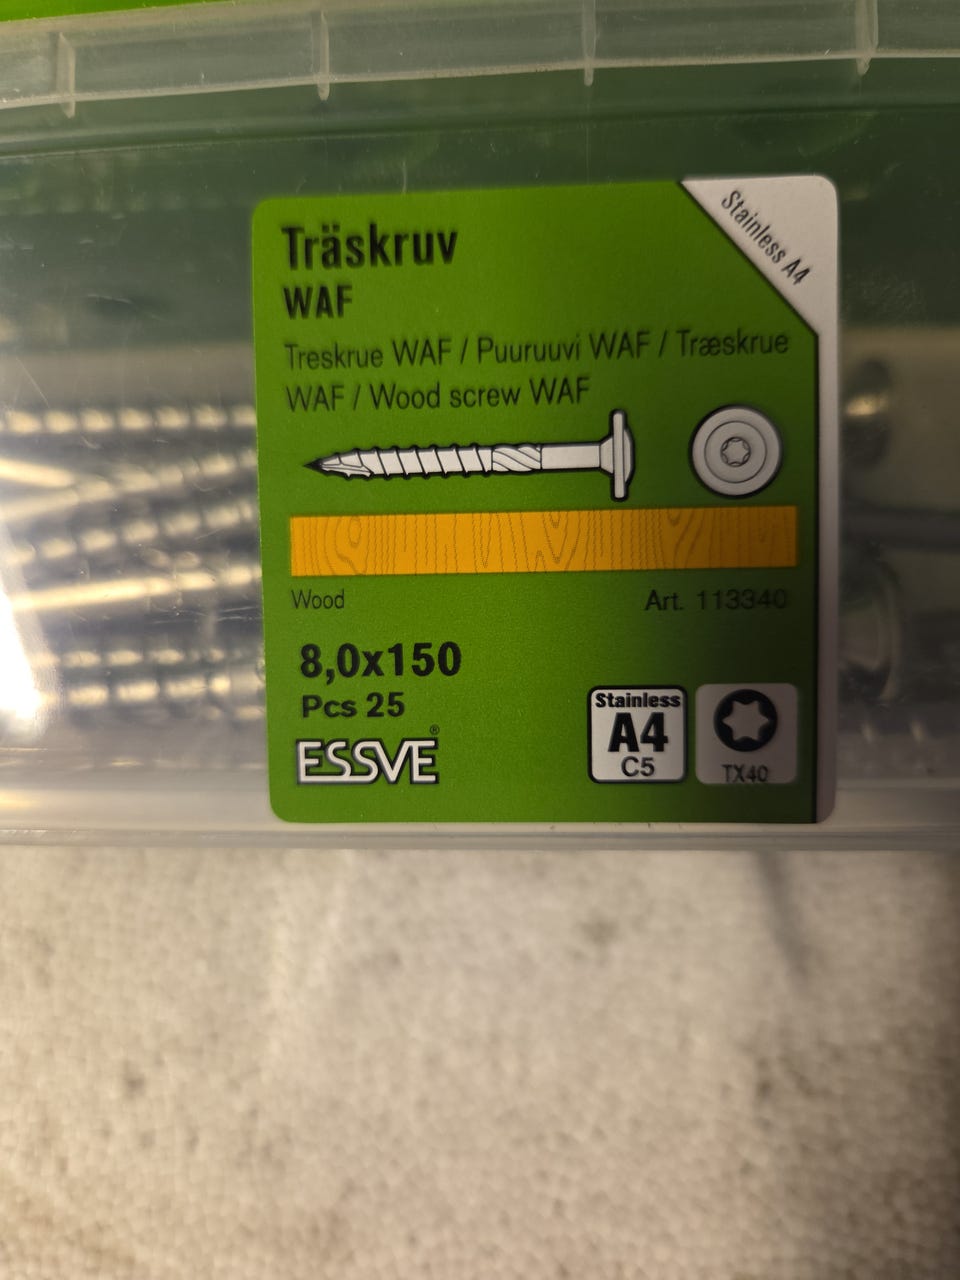 Stainless A4
Träskruv
WAF
Treskrue WAF / Puuruuvi WAF / Træskrue
WAF / Wood screw WAF
Wood
Art. 113340
8,0x150
Pcs 25
ESSVE®
Stainless
A4
C5
TX40